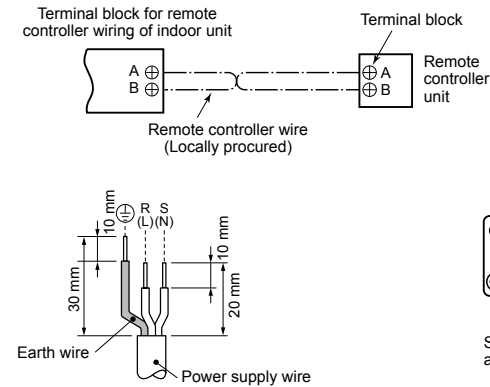 Terminal block for remote
controller wiring of indoor unit
Terminal block
A
B
A
B
Remote
controller
unit
Remote controller wire
(Locally procured)
10 mm
R
(L)
S
(N)
10 mm
30 mm
20 mm
Earth wire
Power supply wire
S
a